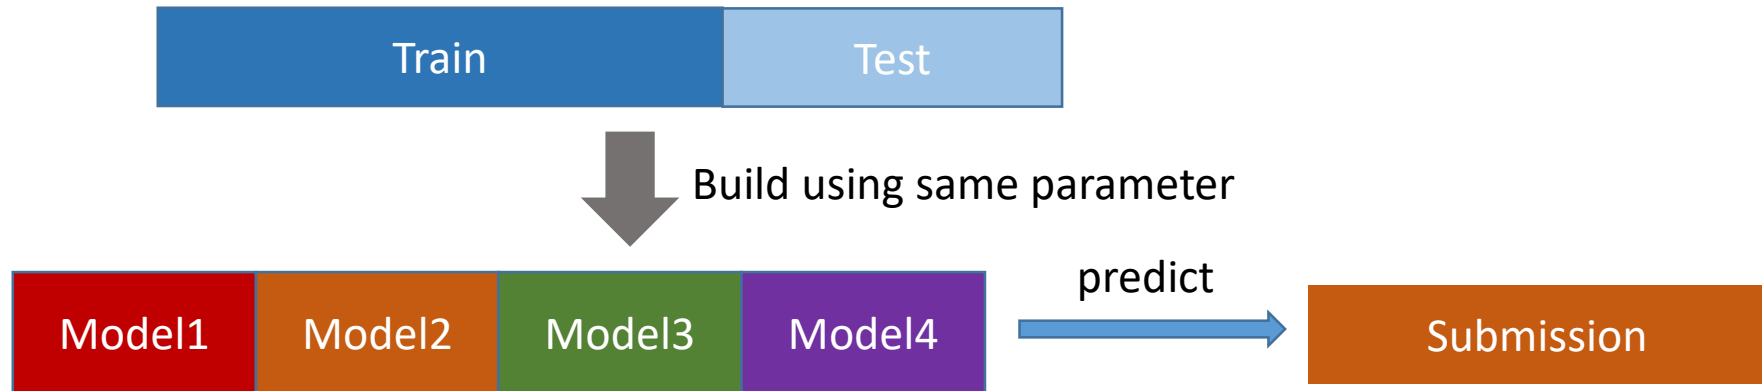 Train
Test
Build using same parameter
predict
Model1
Model2
Model3
Model4
Submission